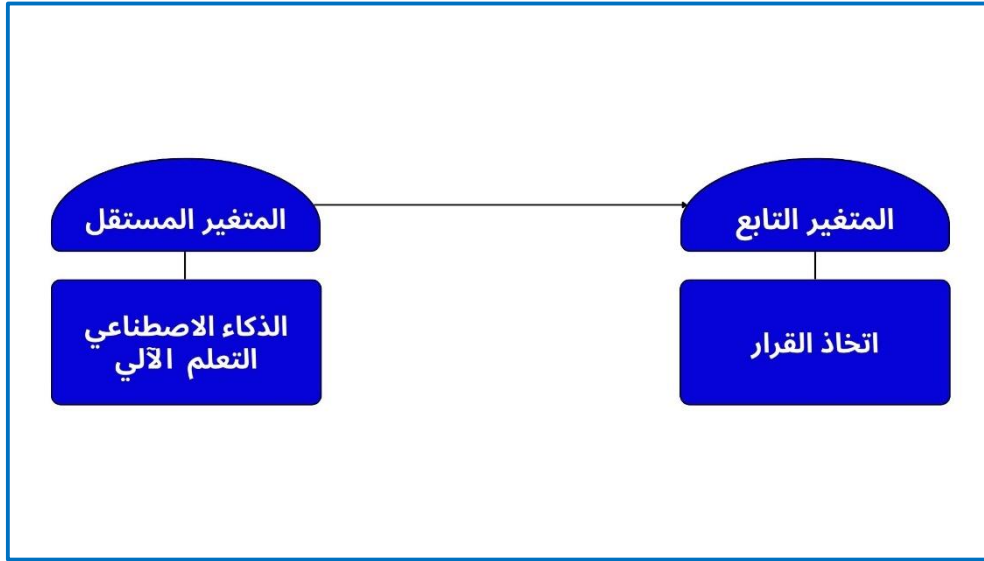 المتغير التابع
المتغير المستقل
اتخاذ القرار
الذكاء الاصطناعي
التعلم الآلي